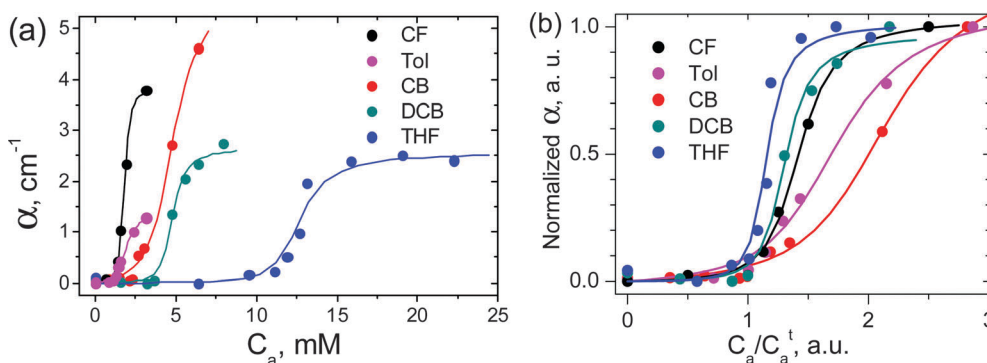 (a)
5
4
3
2
1
0
α, cm⁻¹
CF
Tol
CB
DCB
THF
0 5 10 15 20 25
Cₐ, mM
(b)
1.0
0.5
0.0
Normalized α, a. u.
CF
Tol
CB
DCB
THF
0 1 2 3
Cₐ/Cₐᵗ, a.u.